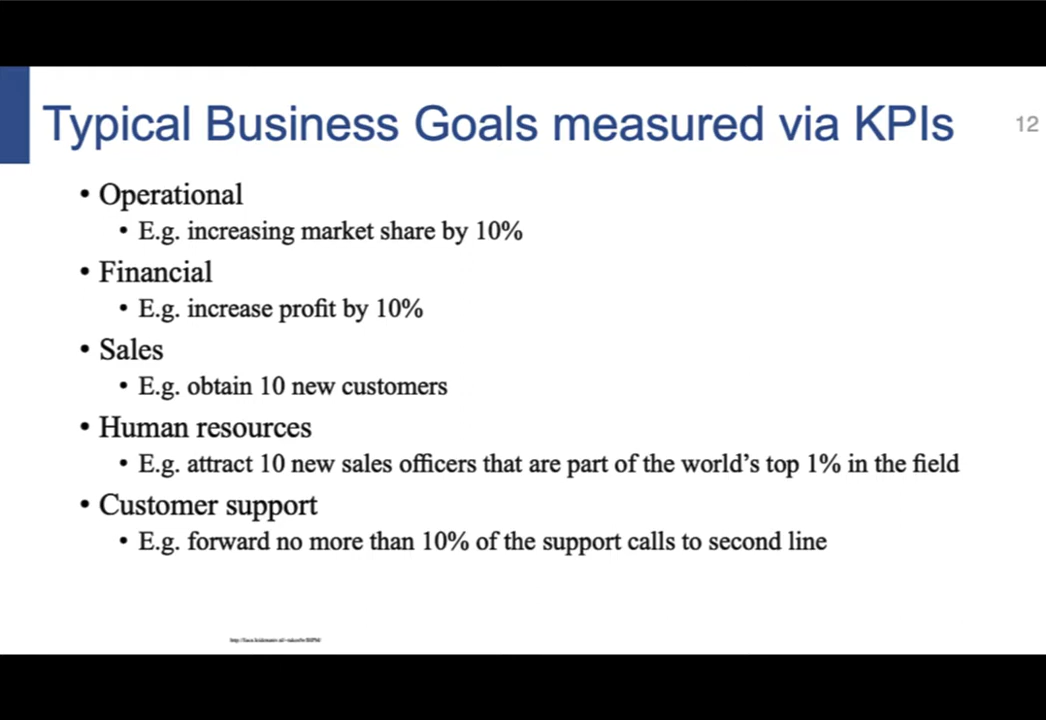 Typical Business Goals measured via KPIs
12
• Operational
• E.g. increasing market share by 10%
• Financial
• E.g. increase profit by 10%
• Sales
• E.g. obtain 10 new customers
• Human resources
• E.g. attract 10 new sales officers that are part of the world’s top 1% in the field
• Customer support
• E.g. forward no more than 10% of the support calls to second line